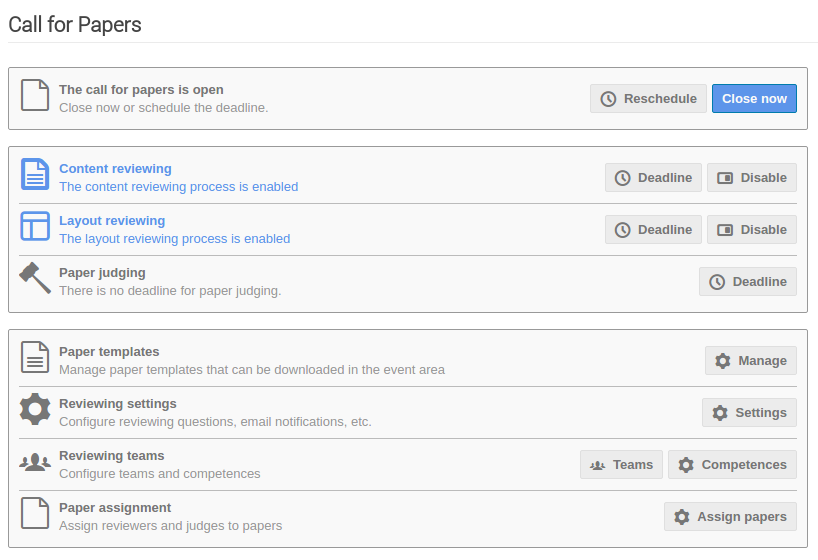 Call for Papers
The call for papers is open
Close now or schedule the deadline.
Reschedule
Close now
Content reviewing
The content reviewing process is enabled
Deadline
Disable
Layout reviewing
The layout reviewing process is enabled
Deadline
Disable
Paper judging
There is no deadline for paper judging.
Deadline
Paper templates
Manage paper templates that can be downloaded in the event area
Manage
Reviewing settings
Configure reviewing questions, email notifications, etc.
Settings
Reviewing teams
Configure teams and competences
Teams
Competences
Paper assignment
Assign reviewers and judges to papers
Assign papers